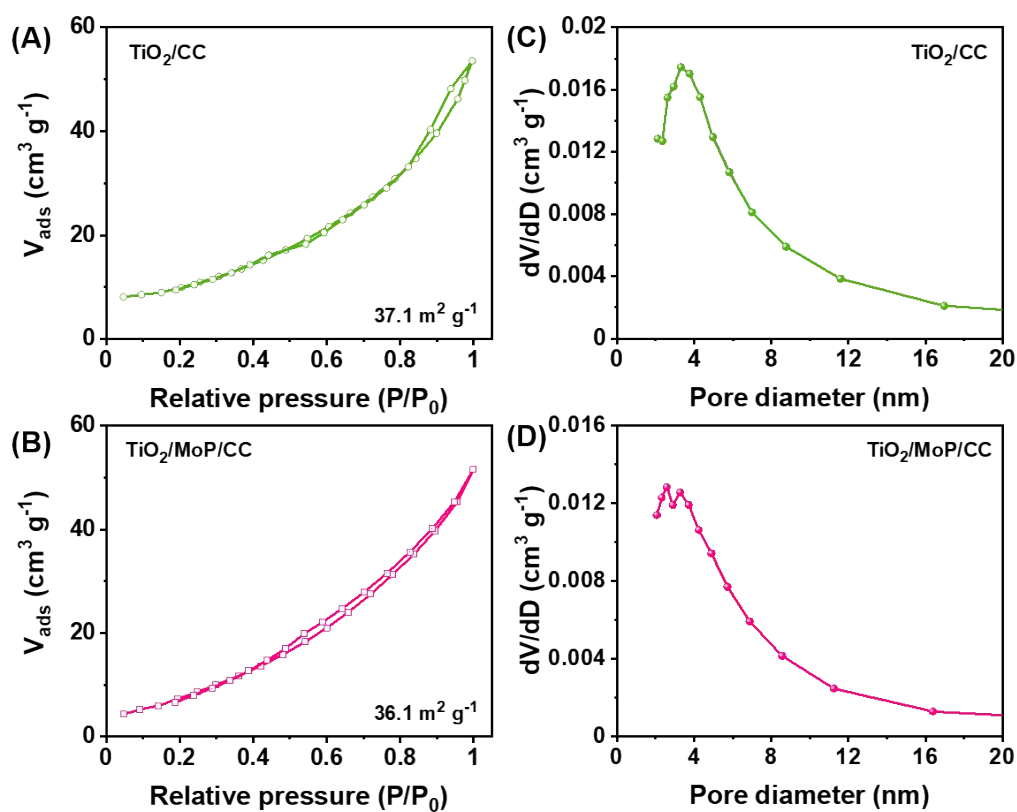 (A)
TiO₂/CC
V_ads (cm³ g⁻¹)
60
40
20
0
37.1 m² g⁻¹
0 0.2 0.4 0.6 0.8 1
Relative pressure (P/P₀)
(C)
TiO₂/CC
dV/dD (cm³ g⁻¹)
0.02
0.016
0.012
0.008
0.004
0
0 4 8 12 16 20
Pore diameter (nm)
(B)
TiO₂/MoP/CC
V_ads (cm³ g⁻¹)
60
40
20
0
36.1 m² g⁻¹
0 0.2 0.4 0.6 0.8 1
Relative pressure (P/P₀)
(D)
TiO₂/MoP/CC
dV/dD (cm³ g⁻¹)
0.016
0.012
0.008
0.004
0
0 4 8 12 16 20
Pore diameter (nm)